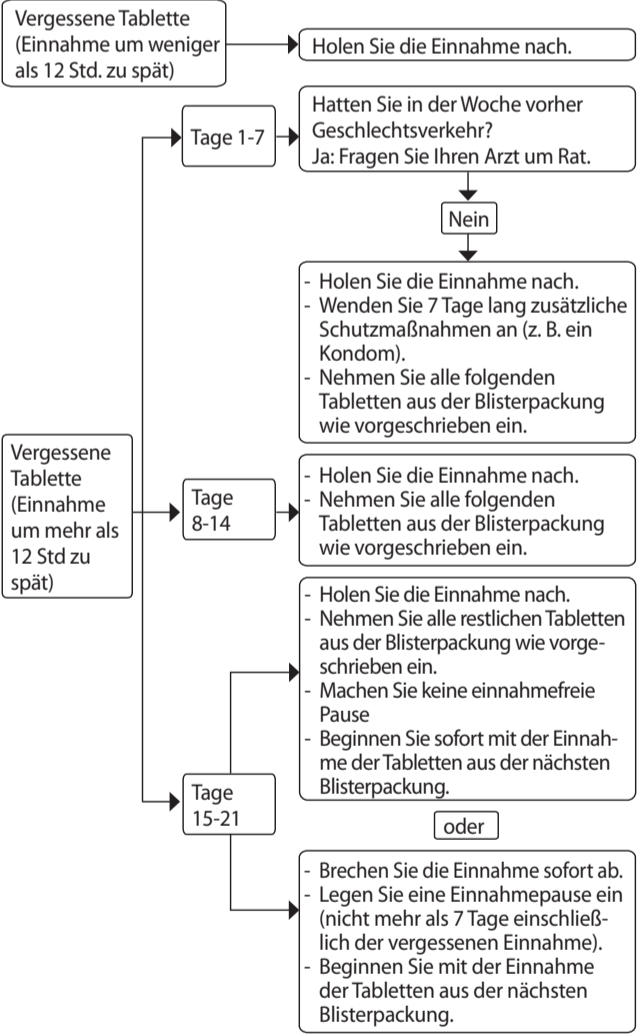 Vergessene Tablette
(Einnahme um weniger
als 12 Std. zu spät)
Holen Sie die Einnahme nach.
Vergessene
Tablette
(Einnahme
um mehr als
12 Std zu
spät)
Tage 1-7
Hatten Sie in der Woche vorher
Geschlechtsverkehr?
Ja: Fragen Sie Ihren Arzt um Rat.
Nein
- Holen Sie die Einnahme nach.
- Wenden Sie 7 Tage lang zusätzliche
Schutzmaßnahmen an (z. B. ein
Kondom).
- Nehmen Sie alle folgenden
Tabletten aus der Blisterpackung
wie vorgeschrieben ein.
Tage
8-14
- Holen Sie die Einnahme nach.
- Nehmen Sie alle folgenden
Tabletten aus der Blisterpackung
wie vorgeschrieben ein.
Tage
15-21
- Holen Sie die Einnahme nach.
- Nehmen Sie alle restlichen Tabletten
aus der Blisterpackung wie vorge-
schrieben ein.
- Machen Sie keine einnahmefreie
Pause
- Beginnen Sie sofort mit der Einnah-
me der Tabletten aus der nächsten
Blisterpackung.
oder
- Brechen Sie die Einnahme sofort ab.
- Legen Sie eine Einnahmepause ein
(nicht mehr als 7 Tage einschließ-
lich der vergessenen Einnahme).
- Beginnen Sie mit der Einnahme
der Tabletten aus der nächsten
Blisterpackung.